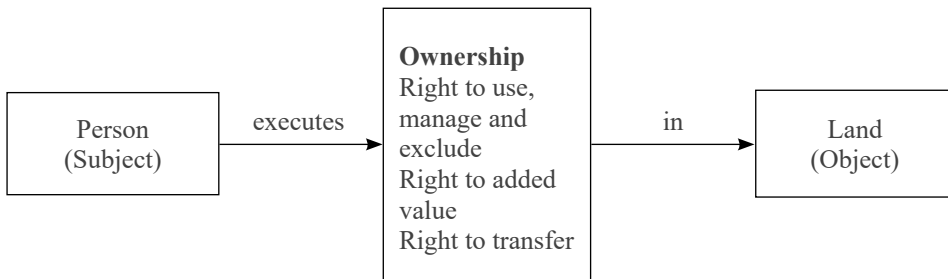 Person
(Subject)
executes
Ownership
Right to use,
manage and
exclude
Right to added
value
Right to transfer
in
Land
(Object)